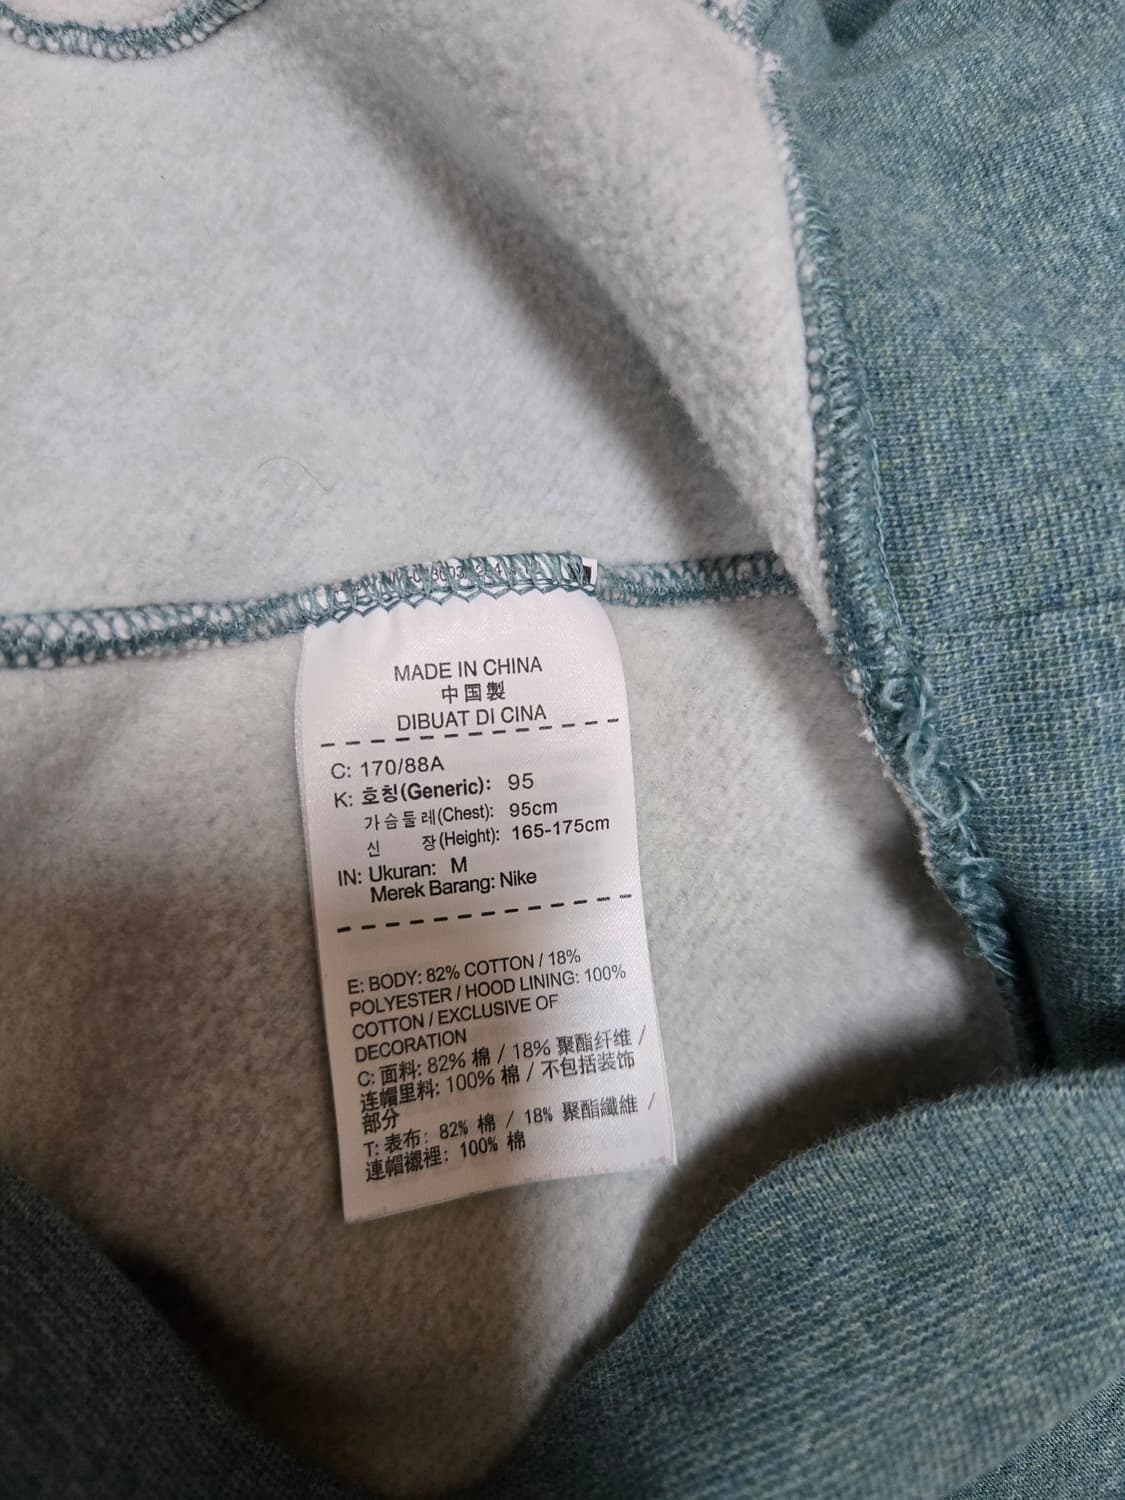 MADE IN CHINA
中国製
DIBUAT DI CINA
C: 170/88A
K: 호칭(Generic): 95
가슴둘레(Chest): 95cm
신 장(Height): 165-175cm
IN: Ukuran: M
Merek Barang: Nike
E: BODY: 82% COTTON / 18%
POLYESTER / HOOD LINING: 100%
COTTON / EXCLUSIVE OF
DECORATION
C: 面料: 82% 棉 / 18% 聚酯纤维 /
连帽里料: 100% 棉 / 不包括装饰
部分
T: 表布: 82% 棉 / 18% 聚酯纖維 /
連帽襯裡: 100% 棉